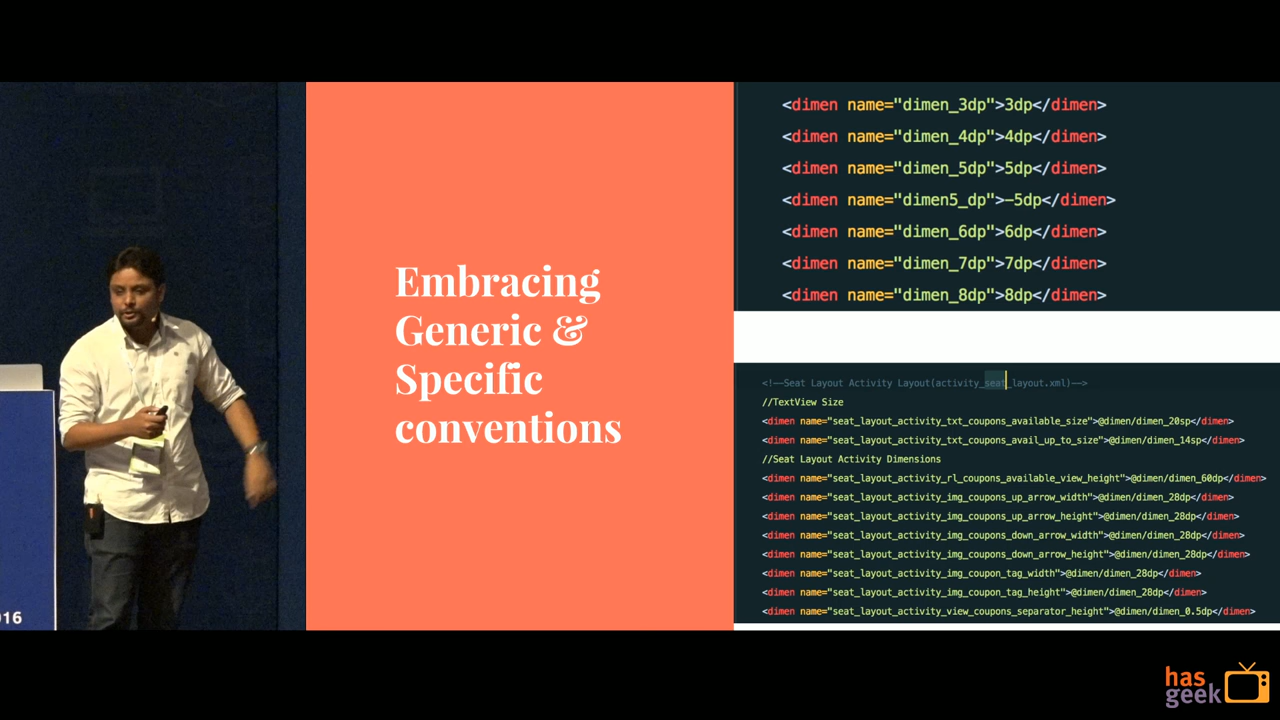 Embracing
Generic &
Specific
conventions
<dimen name="dimen_3dp">3dp</dimen>
<dimen name="dimen_4dp">4dp</dimen>
<dimen name="dimen_5dp">5dp</dimen>
<dimen name="dimen5_dp">-5dp</dimen>
<dimen name="dimen_6dp">6dp</dimen>
<dimen name="dimen_7dp">7dp</dimen>
<dimen name="dimen_8dp">8dp</dimen>
<!--Seat Layout Activity Layout(activity_seat_layout.xml)-->
//TextView Size
<dimen name="seat_layout_activity_txt_coupons_available_size">@dimen/dimen_20sp</dimen>
<dimen name="seat_layout_activity_txt_coupons_avail_up_to_size">@dimen/dimen_14sp</dimen>
//Seat Layout Activity Dimensions
<dimen name="seat_layout_activity_rl_coupons_available_view_height">@dimen/dimen_60dp</dimen>
<dimen name="seat_layout_activity_img_coupons_up_arrow_width">@dimen/dimen_28dp</dimen>
<dimen name="seat_layout_activity_img_coupons_up_arrow_height">@dimen/dimen_28dp</dimen>
<dimen name="seat_layout_activity_img_coupons_down_arrow_width">@dimen/dimen_28dp</dimen>
<dimen name="seat_layout_activity_img_coupons_down_arrow_height">@dimen/dimen_28dp</dimen>
<dimen name="seat_layout_activity_img_coupon_tag_width">@dimen/dimen_28dp</dimen>
<dimen name="seat_layout_activity_img_coupon_tag_height">@dimen/dimen_28dp</dimen>
<dimen name="seat_layout_activity_view_coupons_separator_height">@dimen/dimen_0.5dp</dimen>
16
has
geek